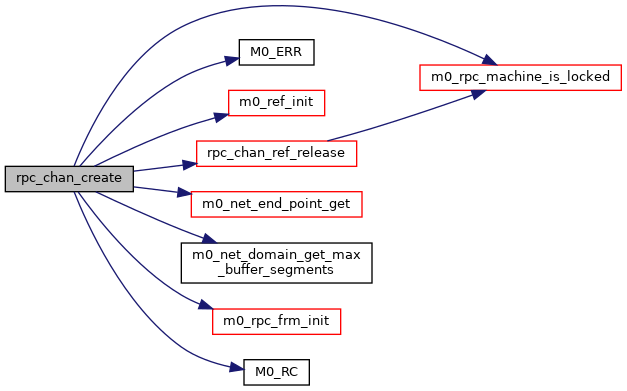 M0_ERR
m0_rpc_machine_is_locked
m0_ref_init
rpc_chan_ref_release
rpc_chan_create
m0_net_end_point_get
m0_net_domain_get_max
_buffer_segments
m0_rpc_frm_init
M0_RC